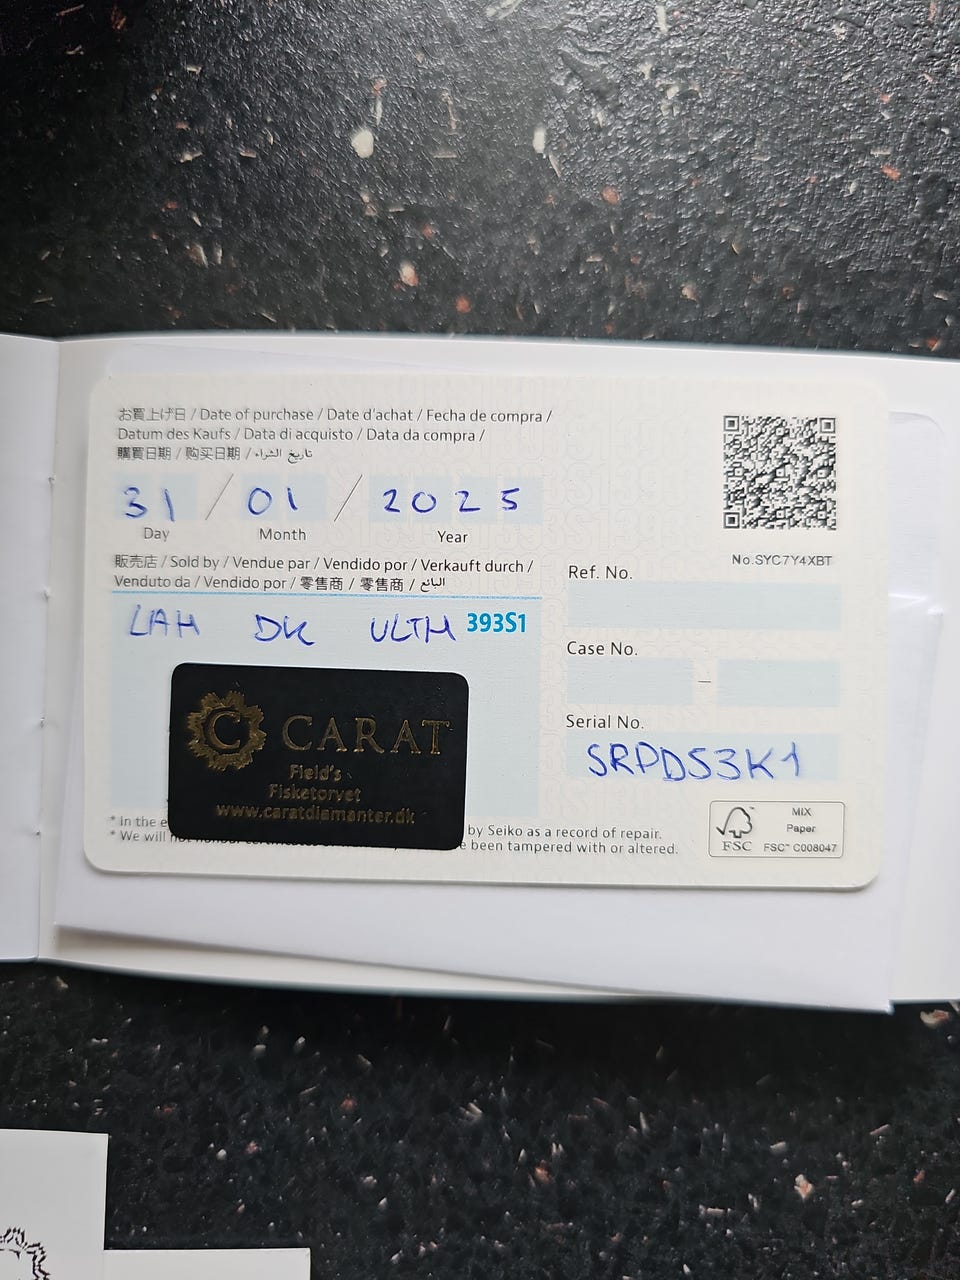 お買上げ日 / Date of purchase / Date d'achat / Fecha de compra /
Datum des Kaufs / Data di acquisto / Data da compra /
購買日期 / 购买日期 / تاريخ الشراء
31 / 01 / 2025
Day Month Year
販売店 / Sold by / Vendue par / Vendido por / Verkauft durch /
Venduto da / Vendido por / 零售商 / 零售商 / البائع
LAH DK ULTH 393S1
C CARAT
Field's
Fisketorvet
www.caratdiamanter.dk
* In the e by Seiko as a record of repair.
* We will been tampered with or altered.
No.SYC7Y4XBT
Ref. No.
Case No.
–
Serial No.
SRPD53K1
FSC™ MIX
Paper
FSC™ C008047